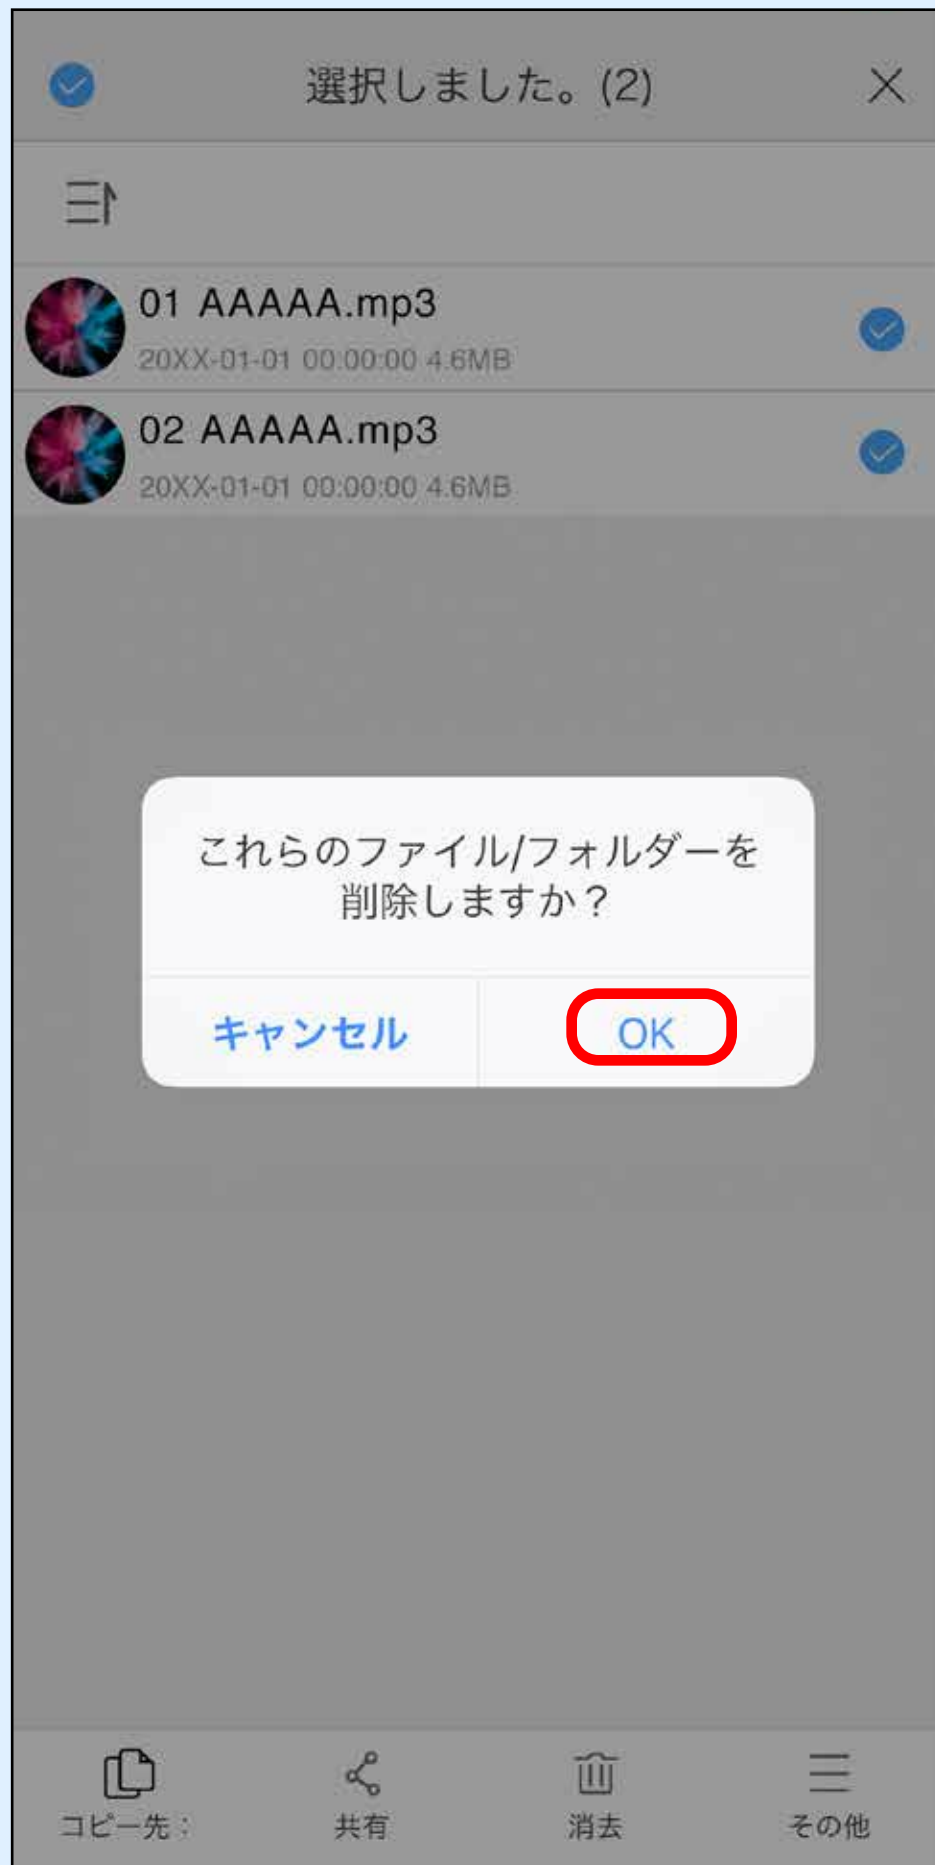 選択しました。(2)
01 AAAAA.mp3
20XX-01-01 00:00:00 4.6MB
02 AAAAA.mp3
20XX-01-01 00:00:00 4.6MB
これらのファイル/フォルダーを
削除しますか？
キャンセル OK
コピー先： 共有 消去 その他